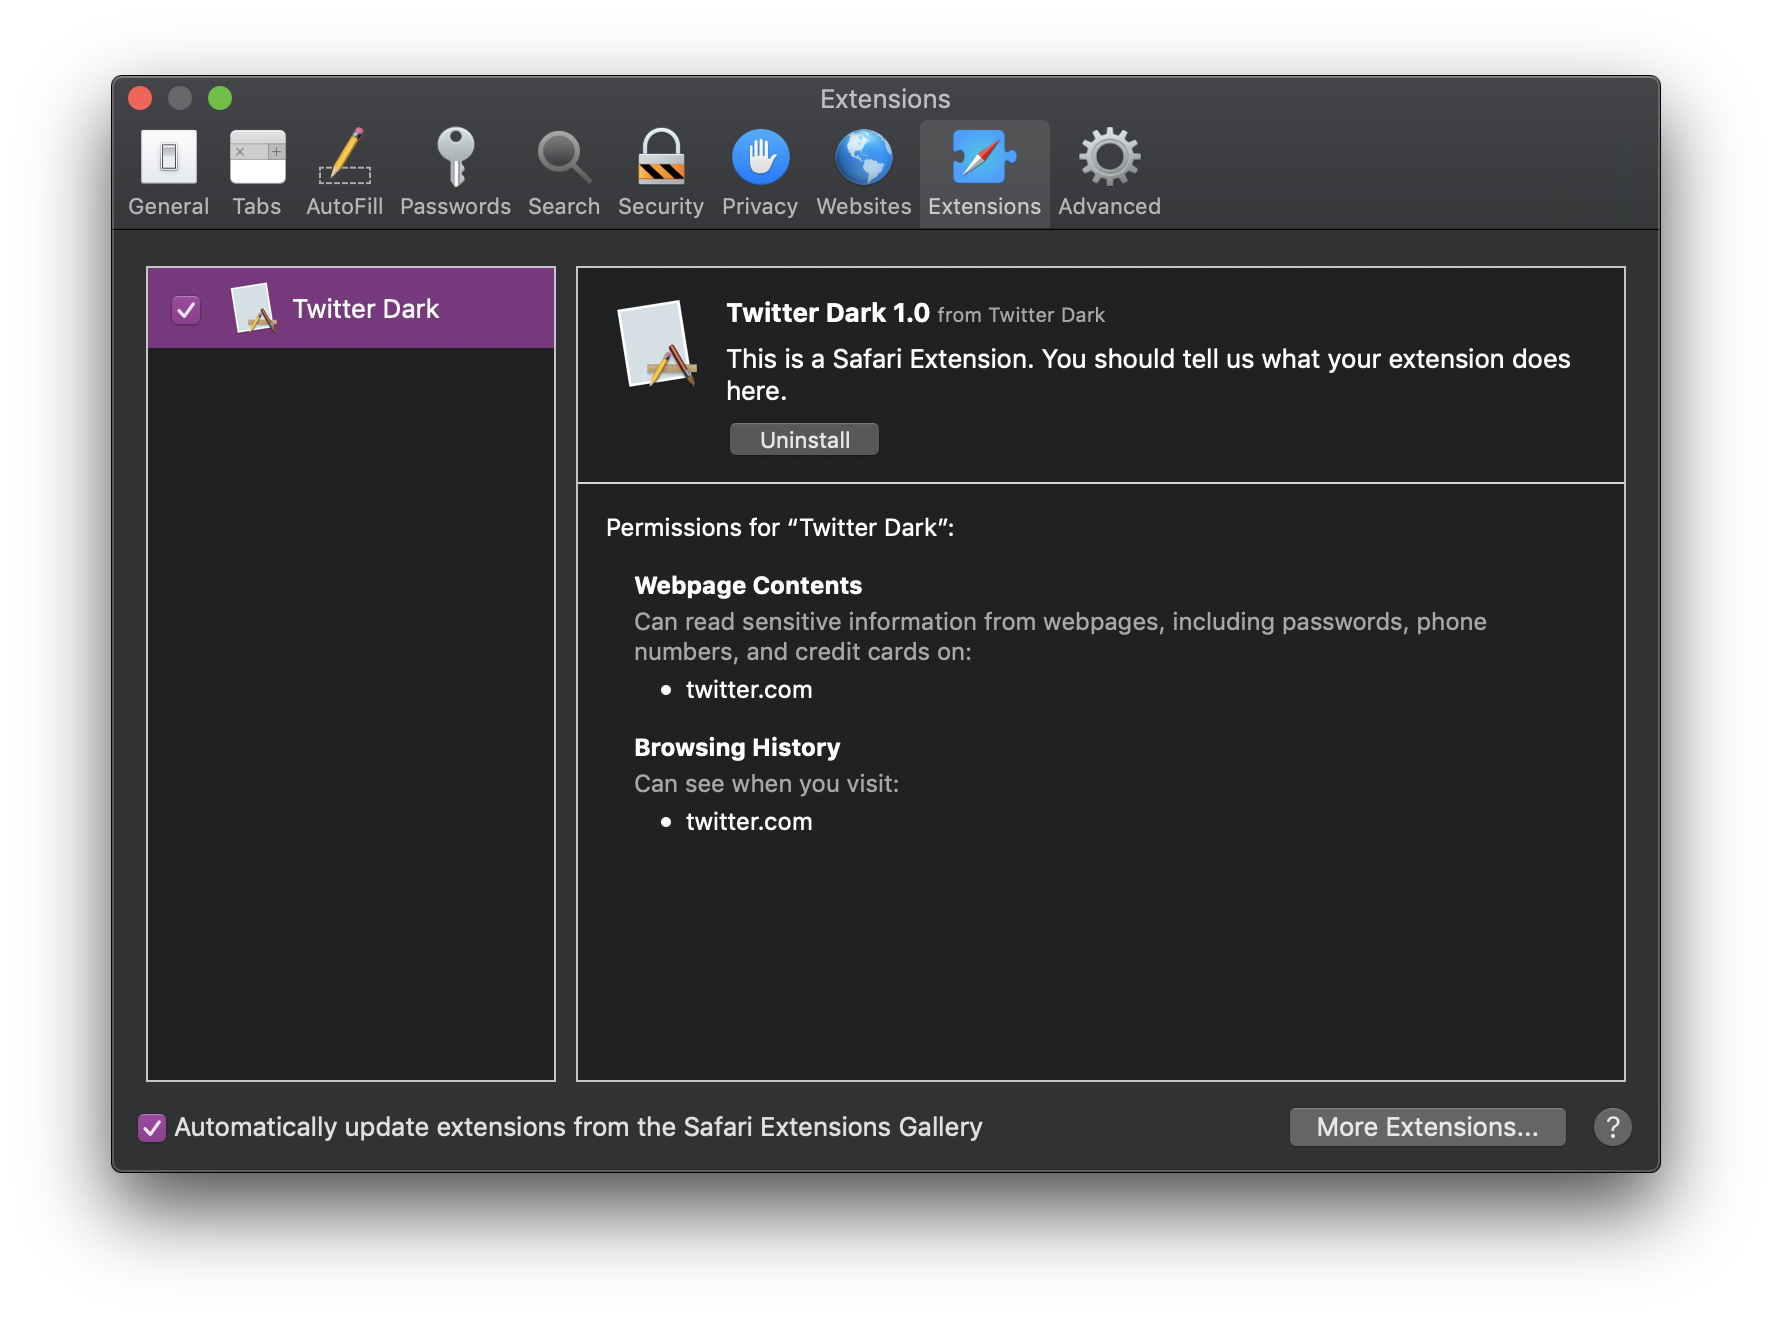 Extensions
General Tabs AutoFill Passwords Search Security Privacy Websites Extensions Advanced
Twitter Dark
Twitter Dark 1.0 from Twitter Dark
This is a Safari Extension. You should tell us what your extension does
here.
Uninstall
Permissions for “Twitter Dark”:
Webpage Contents
Can read sensitive information from webpages, including passwords, phone
numbers, and credit cards on:
• twitter.com
Browsing History
Can see when you visit:
• twitter.com
Automatically update extensions from the Safari Extensions Gallery
More Extensions...
?